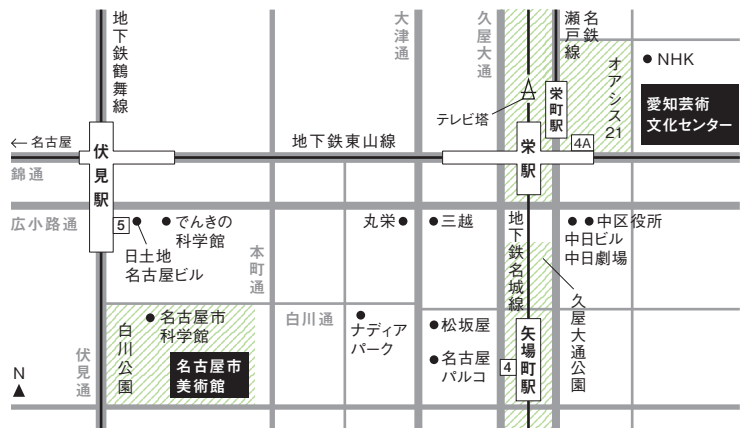 地下鉄鶴舞線
大津通
久屋大通
名鉄
瀬戸線
オアシス21
NHK
愛知芸術
文化センター
テレビ塔
栄町駅
←名古屋
伏見駅
地下鉄東山線
栄駅
4A
錦通
広小路通
5
でんきの
科学館
日土地
名古屋ビル
本町通
丸栄
三越
地下鉄名城線
中区役所
中日ビル
中日劇場
久屋大通公園
白川公園
名古屋市
科学館
名古屋市
美術館
白川通
ナディア
パーク
松坂屋
名古屋
パルコ
4
矢場町駅
伏見通
N